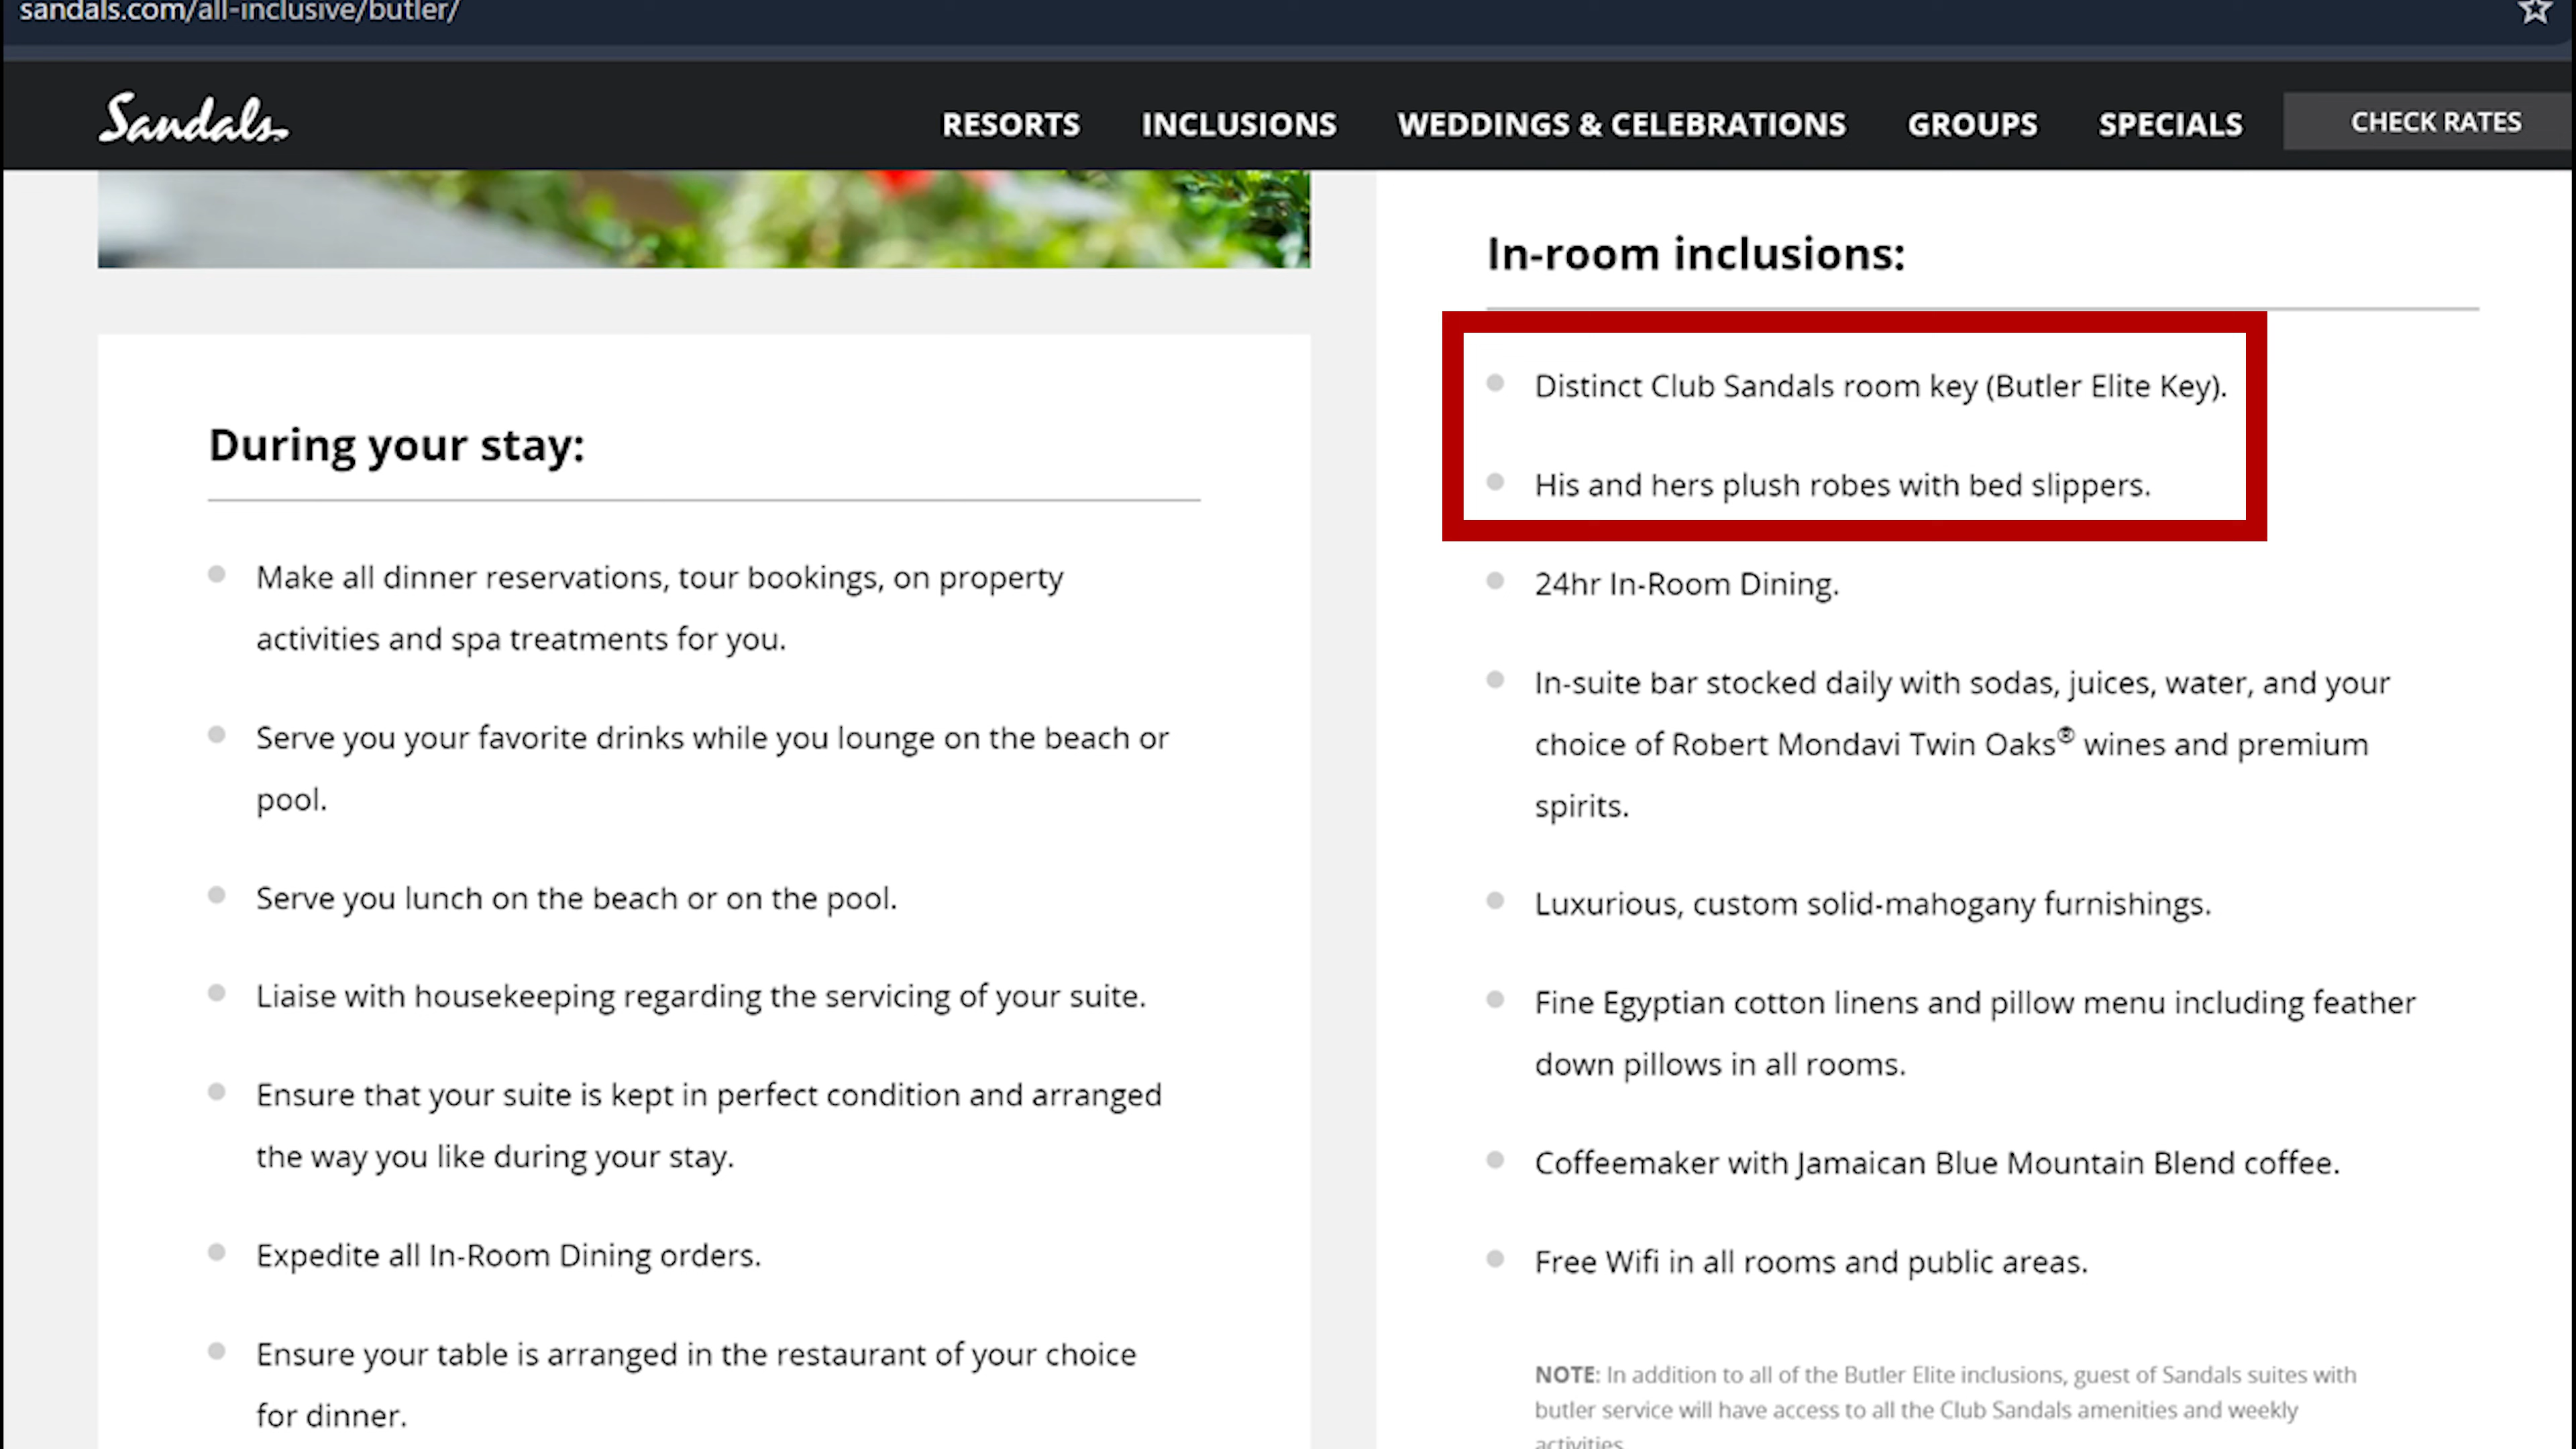 sandals.com/all-inclusive/butler/
Sandals
RESORTS INCLUSIONS WEDDINGS & CELEBRATIONS GROUPS SPECIALS CHECK RATES
During your stay:
Make all dinner reservations, tour bookings, on property
activities and spa treatments for you.
Serve you your favorite drinks while you lounge on the beach or
pool.
Serve you lunch on the beach or on the pool.
Liaise with housekeeping regarding the servicing of your suite.
Ensure that your suite is kept in perfect condition and arranged
the way you like during your stay.
Expedite all In-Room Dining orders.
Ensure your table is arranged in the restaurant of your choice
for dinner.
In-room inclusions:
Distinct Club Sandals room key (Butler Elite Key).
His and hers plush robes with bed slippers.
24hr In-Room Dining.
In-suite bar stocked daily with sodas, juices, water, and your
choice of Robert Mondavi Twin Oaks® wines and premium
spirits.
Luxurious, custom solid-mahogany furnishings.
Fine Egyptian cotton linens and pillow menu including feather
down pillows in all rooms.
Coffeemaker with Jamaican Blue Mountain Blend coffee.
Free Wifi in all rooms and public areas.
NOTE: In addition to all of the Butler Elite inclusions, guest of Sandals suites with
butler service will have access to all the Club Sandals amenities and weekly
activities